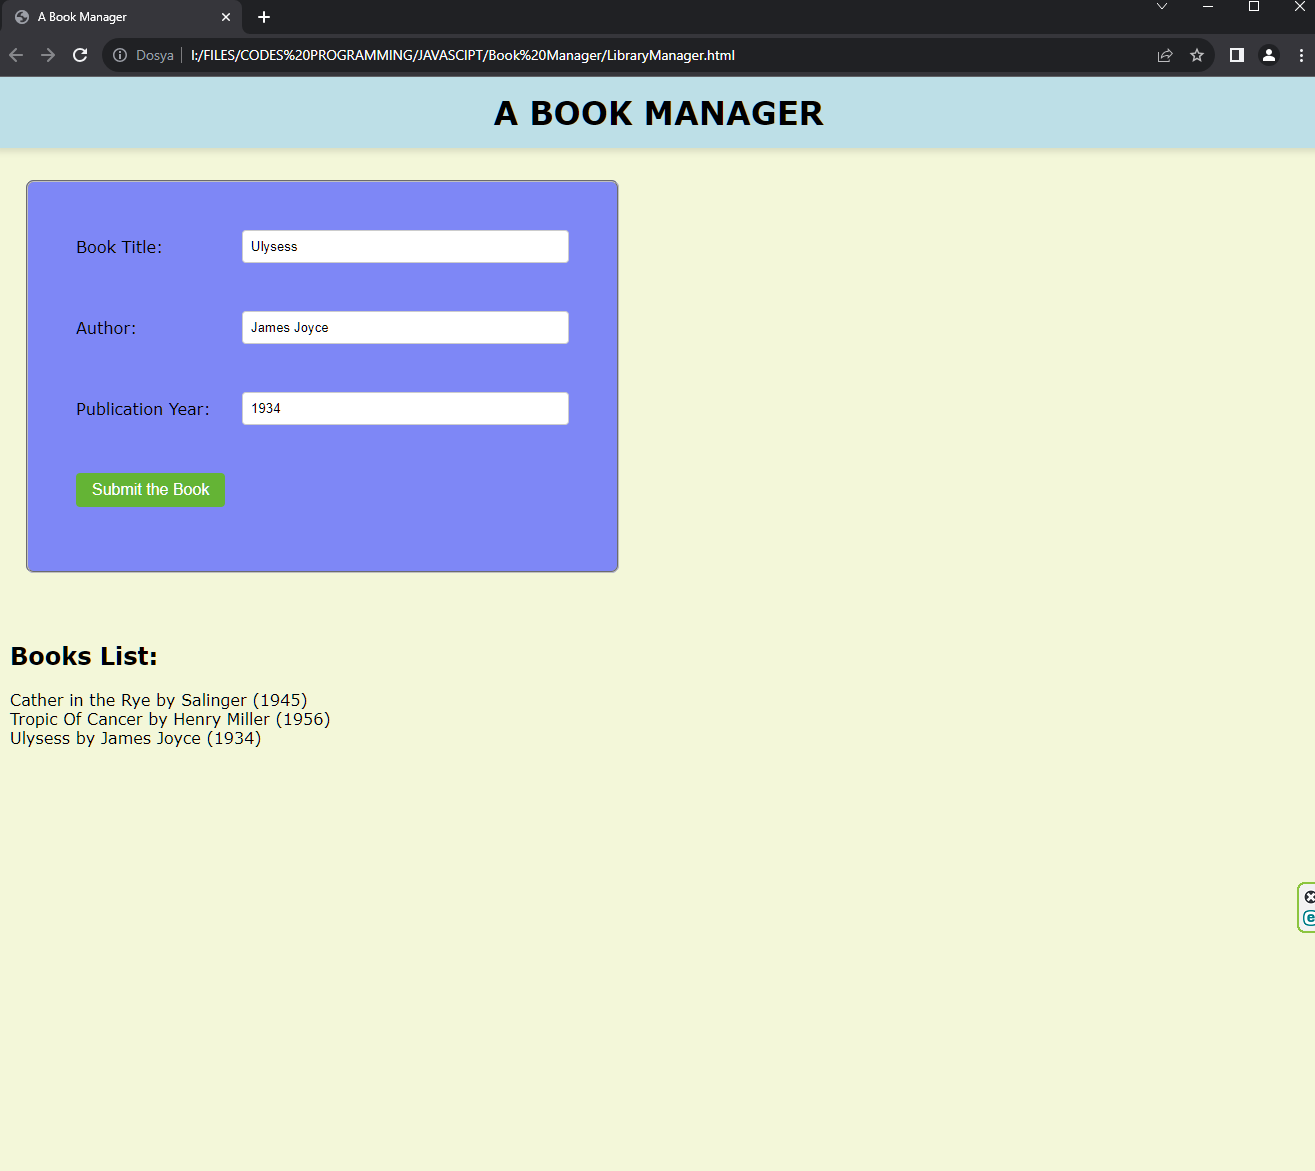 A Book Manager
Dosya
I:/FILES/CODES%20PROGRAMMING/JAVASCIPT/Book%20Manager/LibraryManager.html
A BOOK MANAGER
Book Title:
Ulysess
Author:
James Joyce
Publication Year:
1934
Submit the Book
Books List:
Cather in the Rye by Salinger (1945)
Tropic Of Cancer by Henry Miller (1956)
Ulysess by James Joyce (1934)